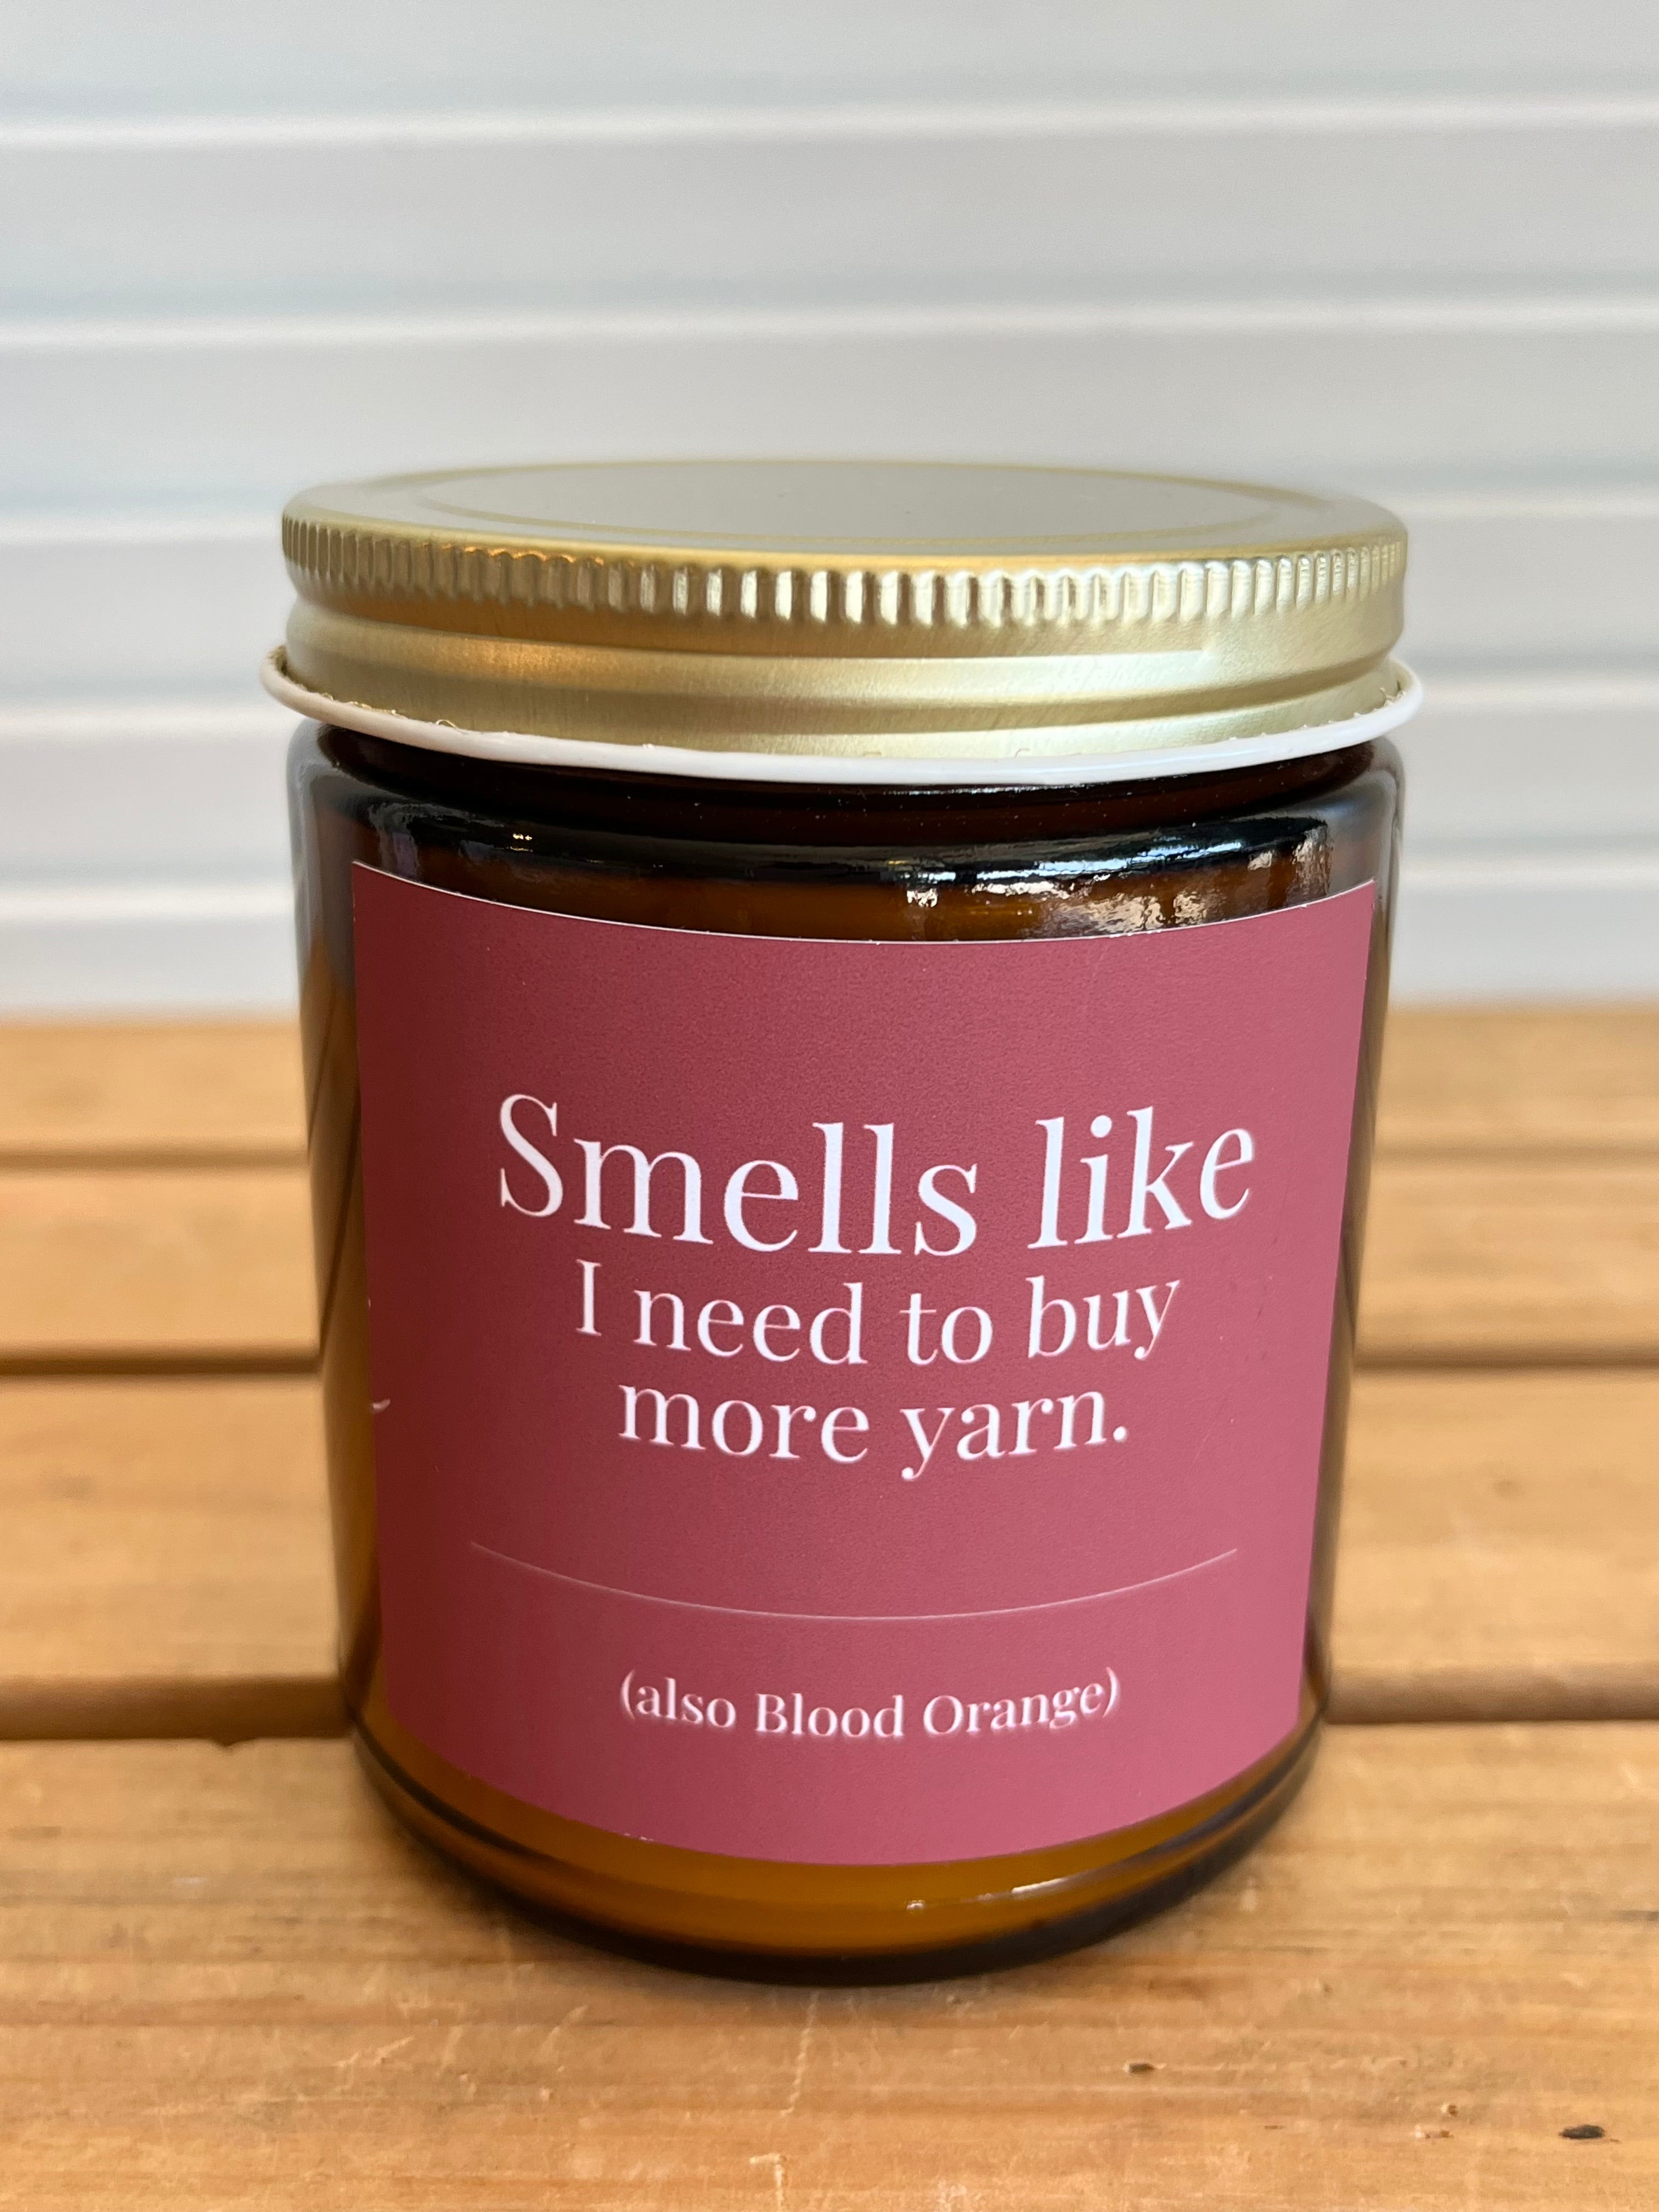 Smells like
I need to buy
more yarn.
(also Blood Orange)